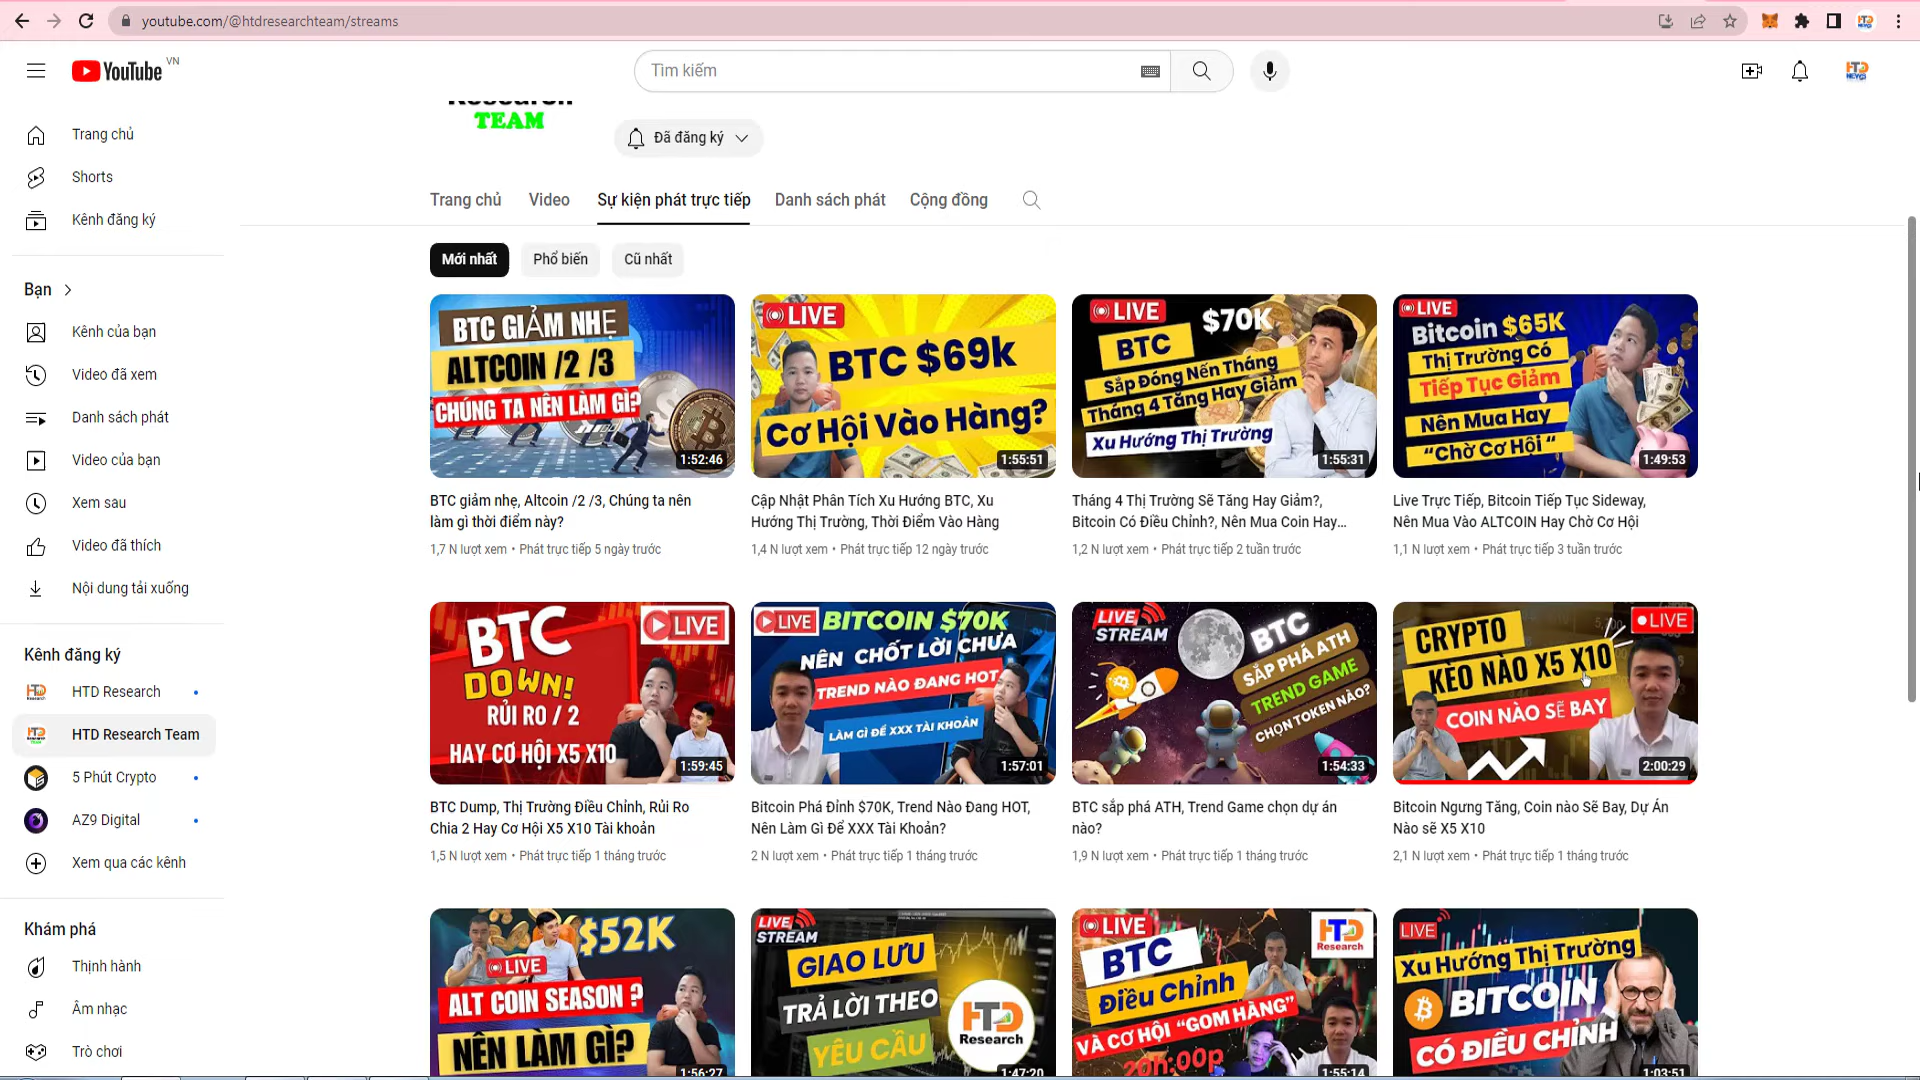 youtube.com/@htdresearchteam/streams
YouTube VN
Tìm kiếm
TEAM
Đã đăng ký
Trang chủ
Shorts
Kênh đăng ký
Bạn
Kênh của bạn
Video đã xem
Danh sách phát
Video của bạn
Xem sau
Video đã thích
Nội dung tải xuống
Kênh đăng ký
HTD Research
HTD Research Team
5 Phút Crypto
AZ9 Digital
Xem qua các kênh
Khám phá
Thịnh hành
Âm nhạc
Trò chơi
Trang chủ Video Sự kiện phát trực tiếp Danh sách phát Cộng đồng
Mới nhất Phổ biến Cũ nhất
BTC GIẢM NHẸ
ALTCOIN /2 /3
CHÚNG TA NÊN LÀM GÌ?
1:52:46
BTC giảm nhẹ, Altcoin /2 /3, Chúng ta nên
làm gì thời điểm này?
1,7 N lượt xem • Phát trực tiếp 5 ngày trước
LIVE
BTC $69k
Cơ Hội Vào Hàng?
1:55:51
Cập Nhật Phân Tích Xu Hướng BTC, Xu
Hướng Thị Trường, Thời Điểm Vào Hàng
1,4 N lượt xem • Phát trực tiếp 12 ngày trước
LIVE
$70K
BTC
Sắp Đóng Nến Tháng
Tháng 4 Tăng Hay Giảm
Xu Hướng Thị Trường
1:55:31
Tháng 4 Thị Trường Sẽ Tăng Hay Giảm?,
Bitcoin Có Điều Chỉnh?, Nên Mua Coin Hay...
1,2 N lượt xem • Phát trực tiếp 2 tuần trước
LIVE
Bitcoin $65K
Thị Trường Có
Tiếp Tục Giảm
Nên Mua Hay
“Chờ Cơ Hội “
1:49:53
Live Trực Tiếp, Bitcoin Tiếp Tục Sideway,
Nên Mua Vào ALTCOIN Hay Chờ Cơ Hội
1,1 N lượt xem • Phát trực tiếp 3 tuần trước
BTC
LIVE
DOWN!
RỦI RO / 2
HAY CƠ HỘI X5 X10
1:59:45
BTC Dump, Thị Trường Điều Chỉnh, Rủi Ro
Chia 2 Hay Cơ Hội X5 X10 Tài khoản
1,5 N lượt xem • Phát trực tiếp 1 tháng trước
LIVE
BITCOIN $70K
NÊN CHỐT LỜI CHƯA
TREND NÀO ĐANG HOT
LÀM GÌ ĐỂ XXX TÀI KHOẢN
1:57:01
Bitcoin Phá Đỉnh $70K, Trend Nào Đang HOT,
Nên Làm Gì Để XXX Tài Khoản?
2 N lượt xem • Phát trực tiếp 1 tháng trước
LIVE
STREAM
BTC
SẮP PHÁ ATH
TREND GAME
CHỌN TOKEN NÀO?
1:54:33
BTC sắp phá ATH, Trend Game chọn dự án
nào?
1,9 N lượt xem • Phát trực tiếp 1 tháng trước
CRYPTO
LIVE
KÈO NÀO X5 X10
COIN NÀO SẼ BAY
2:00:29
Bitcoin Ngưng Tăng, Coin nào Sẽ Bay, Dự Án
Nào sẽ X5 X10
2,1 N lượt xem • Phát trực tiếp 1 tháng trước
$52K
LIVE
ALT COIN SEASON ?
NÊN LÀM GÌ?
1:56:27
LIVE
STREAM
GIAO LƯU
TRẢ LỜI THEO
YÊU CẦU
HTD
Research
1:47:20
LIVE
HTD
Research
BTC
Điều Chỉnh
VÀ CƠ HỘI “GOM HÀNG”
20h:00p
1:55:14
LIVE
Xu Hướng Thị Trường
BITCOIN
CÓ ĐIỀU CHỈNH
1:03:51